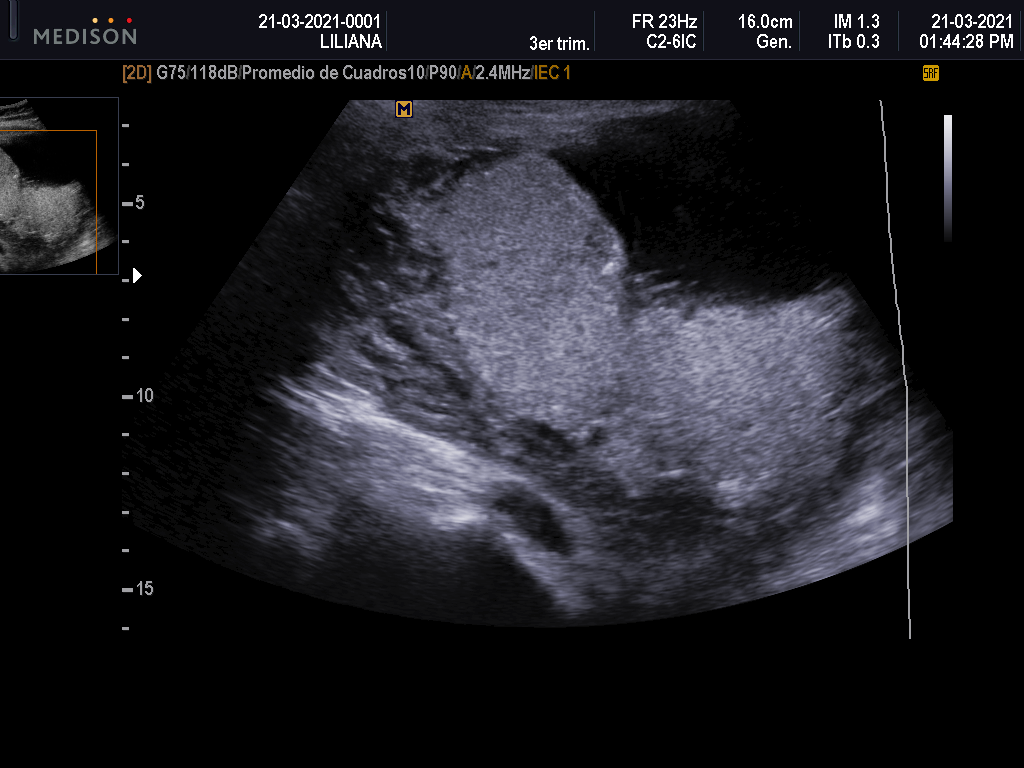 MEDISON
21-03-2021-0001
LILIANA
3er trim.
FR 23Hz
C2-6IC
16.0cm
Gen.
IM 1.3
ITb 0.3
21-03-2021
01:44:28 PM
[2D] G75/118dB/Promedio de Cuadros10/P90/A/2.4MHz/IEC 1
SRF
M
5
10
15